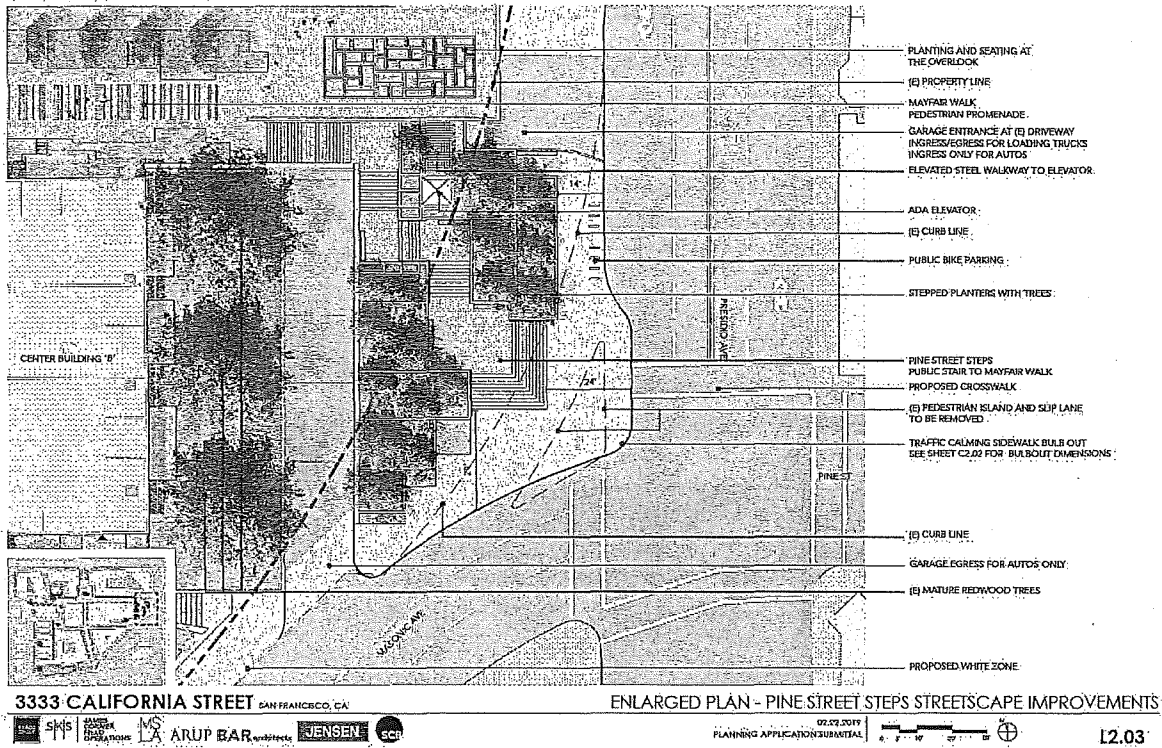 PLANTING AND SEATING AT
THE OVERLOOK
(E) PROPERTY LINE
MAYFAIR WALK
PEDESTRIAN PROMENADE
GARAGE ENTRANCE AT (E) DRIVEWAY
INGRESS/EGRESS FOR LOADING TRUCKS
INGRESS ONLY FOR AUTOS
ELEVATED STEEL WALKWAY TO ELEVATOR
ADA ELEVATOR
(E) CURB LINE
PUBLIC BIKE PARKING
STEPPED PLANTERS WITH TREES
PINE STREET STEPS
PUBLIC STAIR TO MAYFAIR WALK
PROPOSED CROSSWALK
(E) PEDESTRIAN ISLAND AND SLIP LANE
TO BE REMOVED
TRAFFIC CALMING SIDEWALK BULB OUT
SEE SHEET C2.02 FOR BULBOUT DIMENSIONS
(E) CURB LINE
GARAGE EGRESS FOR AUTOS ONLY
(E) MATURE REDWOOD TREES
PROPOSED WHITE ZONE
CENTER BUILDING 'B'
14'
PRESIDIO AVE
PINE ST
MASONIC AVE
3333 CALIFORNIA STREET SAN FRANCISCO, CA
ENLARGED PLAN - PINE STREET STEPS STREETSCAPE IMPROVEMENTS
SKS
JAMES
CORNER
FIELD
OPERATIONS
MS
LA
ARUP
BAR architects
JENSEN
SCB
PLANNING APPLICATION SUBMITTAL
L2.03